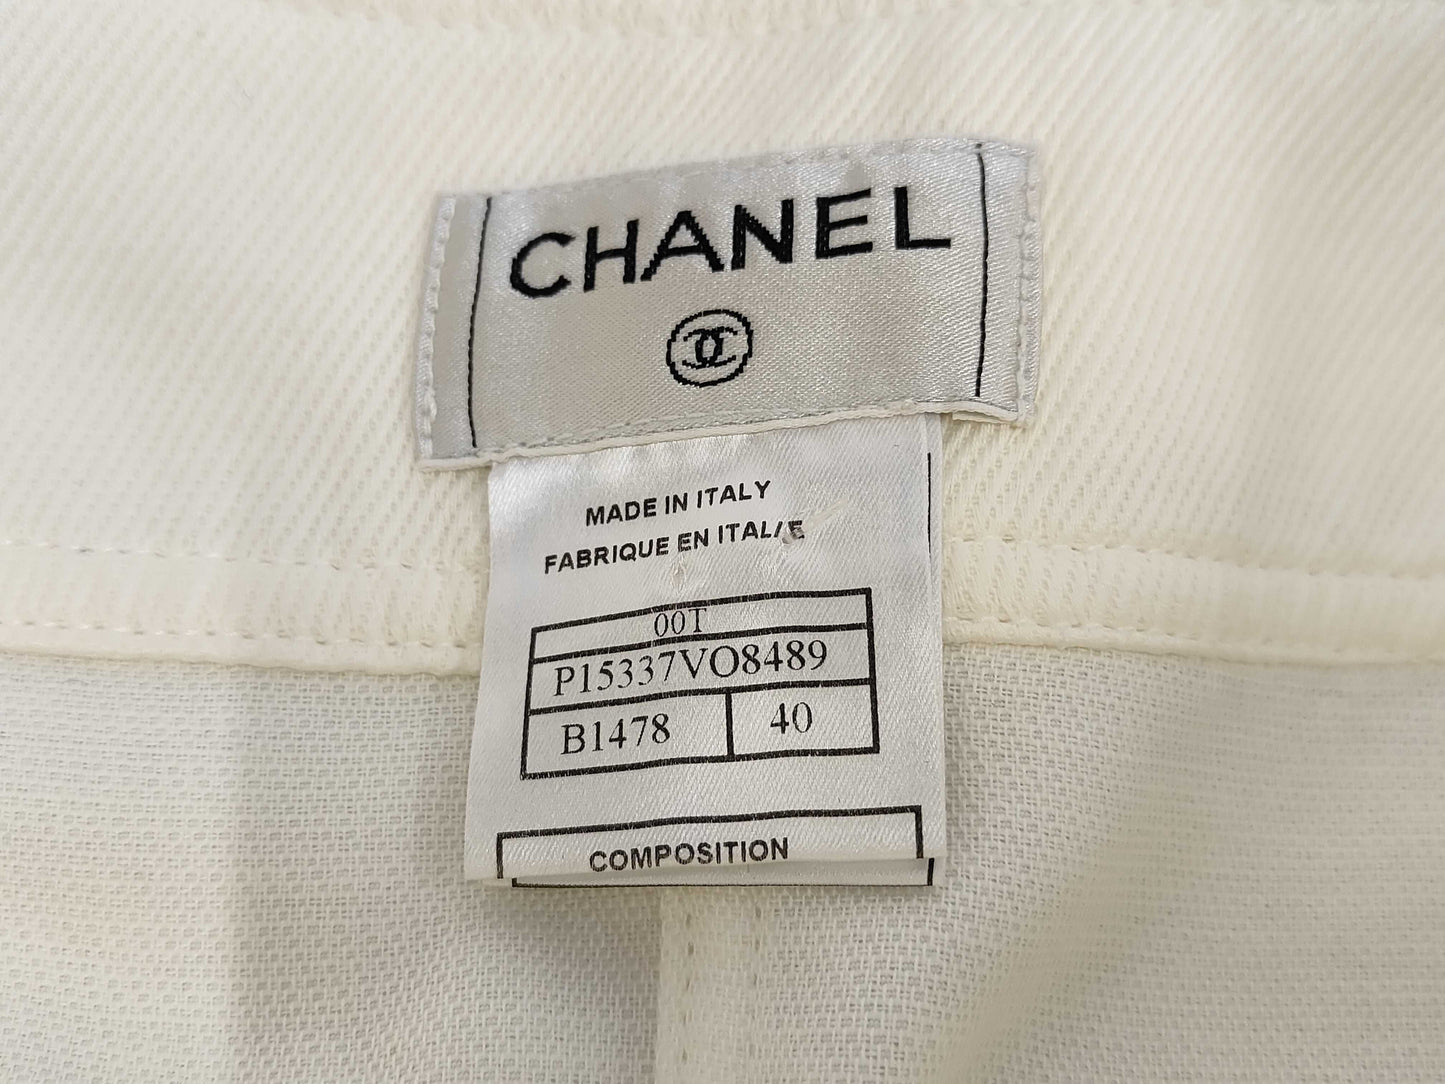 CHANEL
MADE IN ITALY
FABRIQUE EN ITALIE
00T
P15337VO8489
B1478 40
COMPOSITION